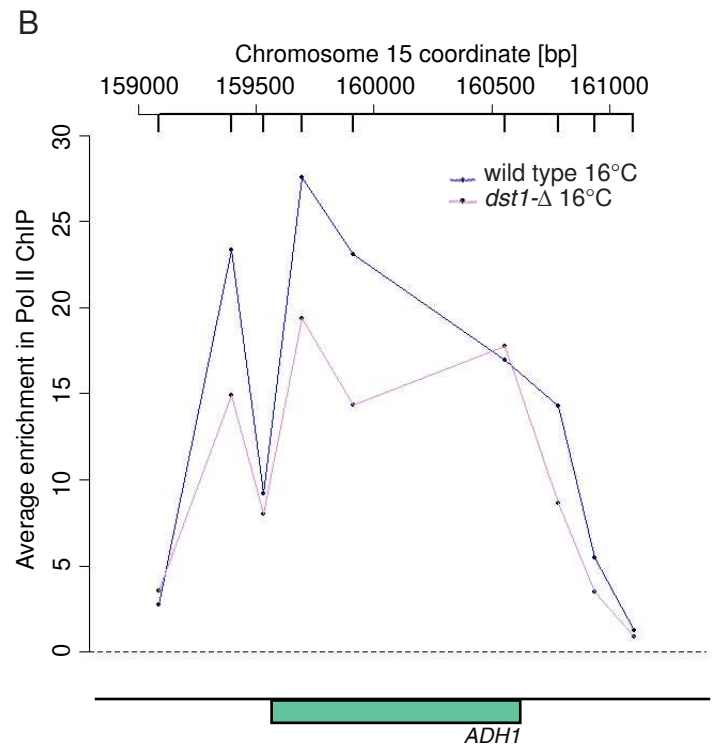 B
Chromosome 15 coordinate [bp]
159000 159500 160000 160500 161000
wild type 16°C
dst1-Δ 16°C
Average enrichment in Pol II ChIP
30
25
20
15
10
5
0
ADH1